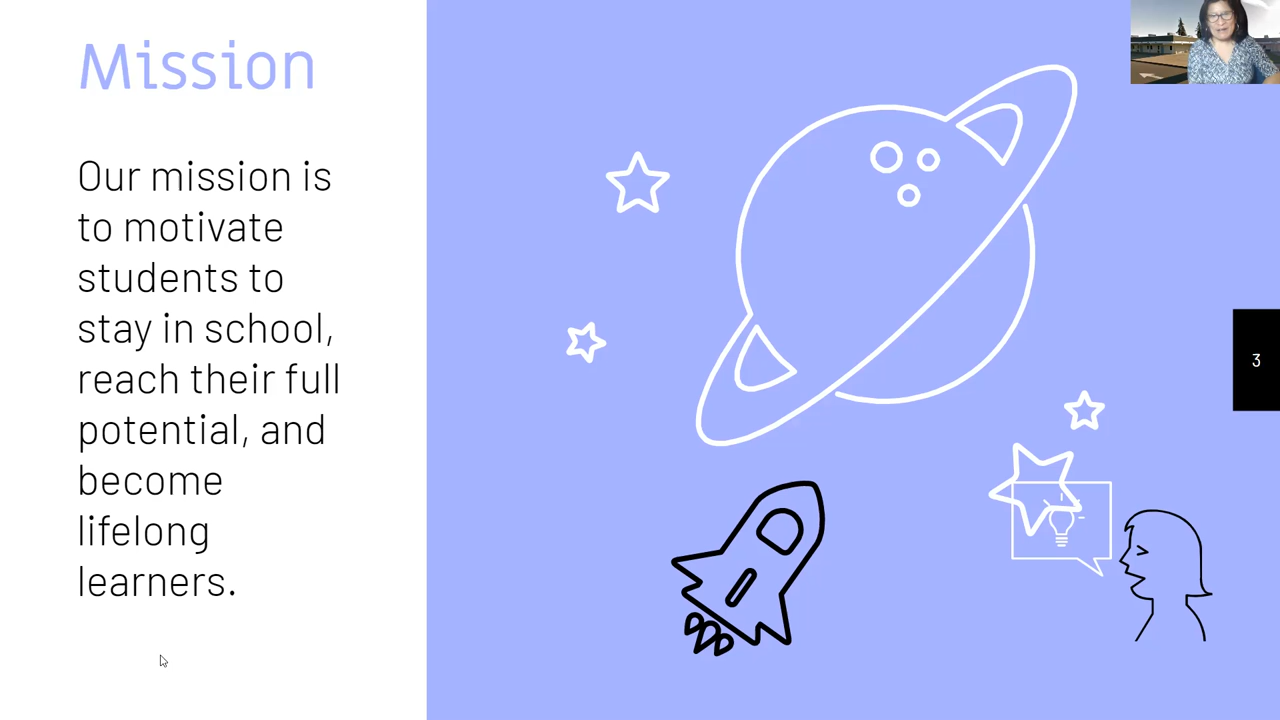 Mission
Our mission is
to motivate
students to
stay in school,
reach their full
potential, and
become
lifelong
learners.
3